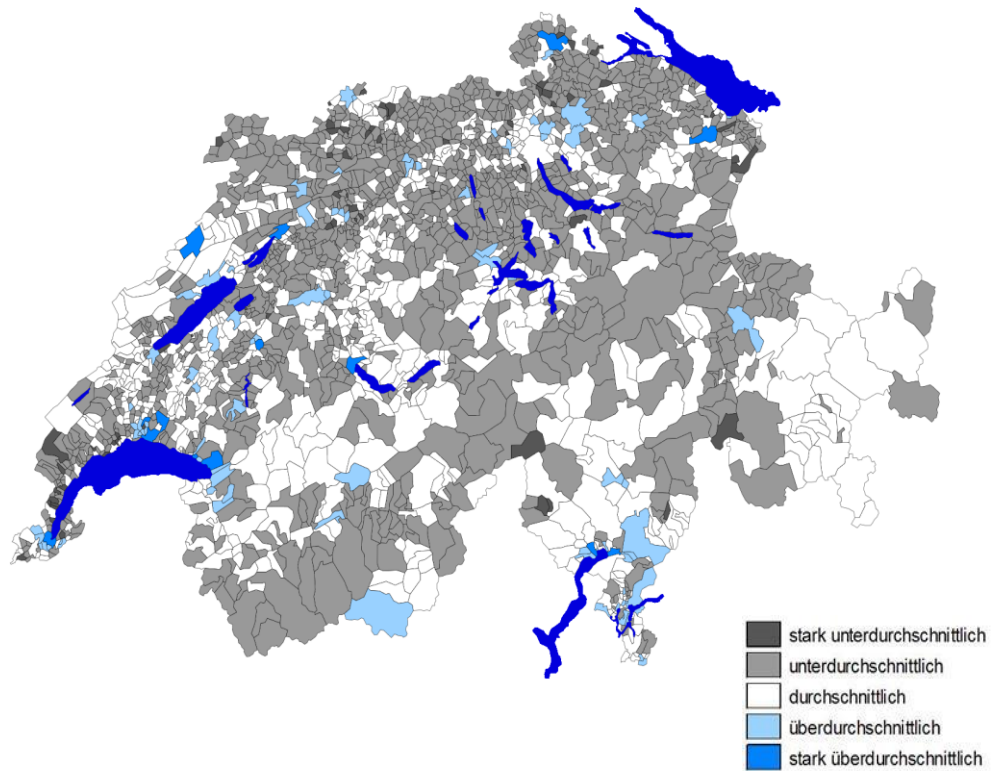 stark unterdurchschnittlich
unterdurchschnittlich
durchschnittlich
überdurchschnittlich
stark überdurchschnittlich